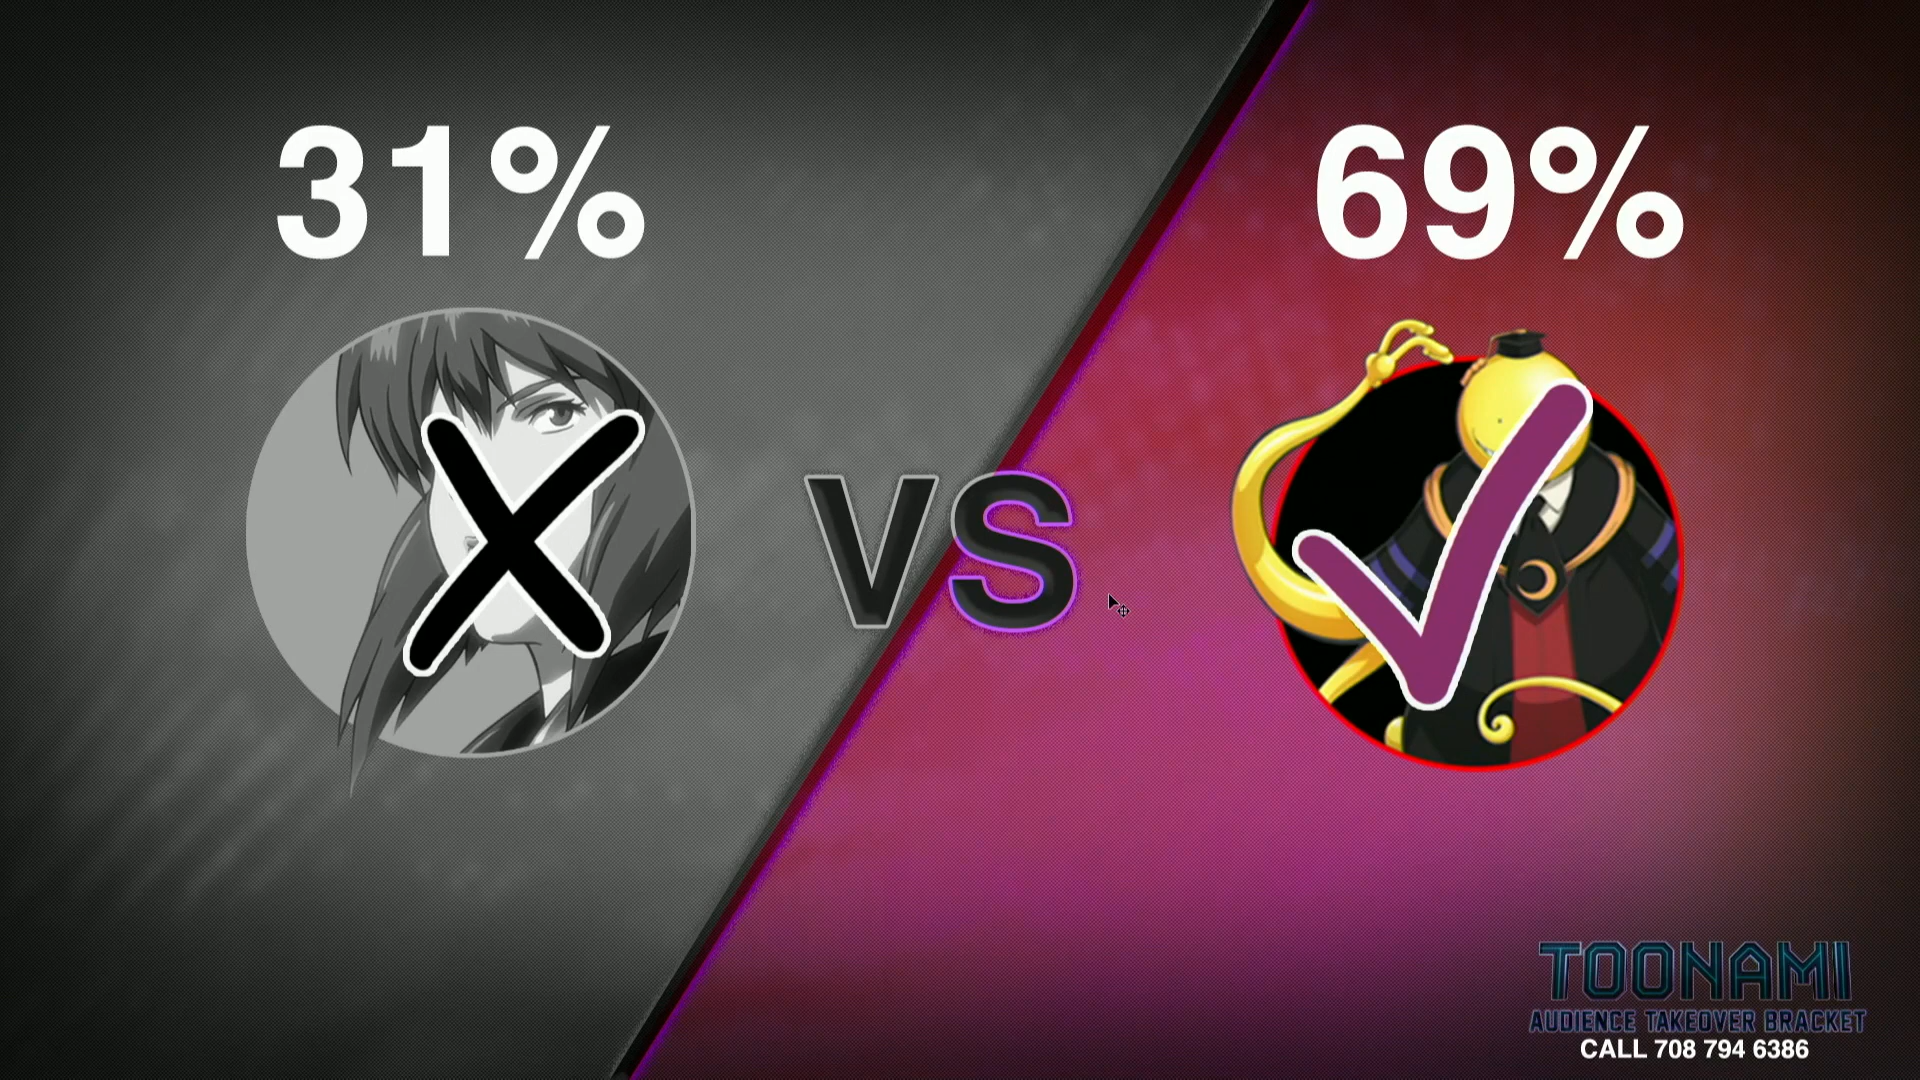 31%
69%
VS
TOONAMI
AUDIENCE TAKEOVER BRACKET
CALL 708 794 6386